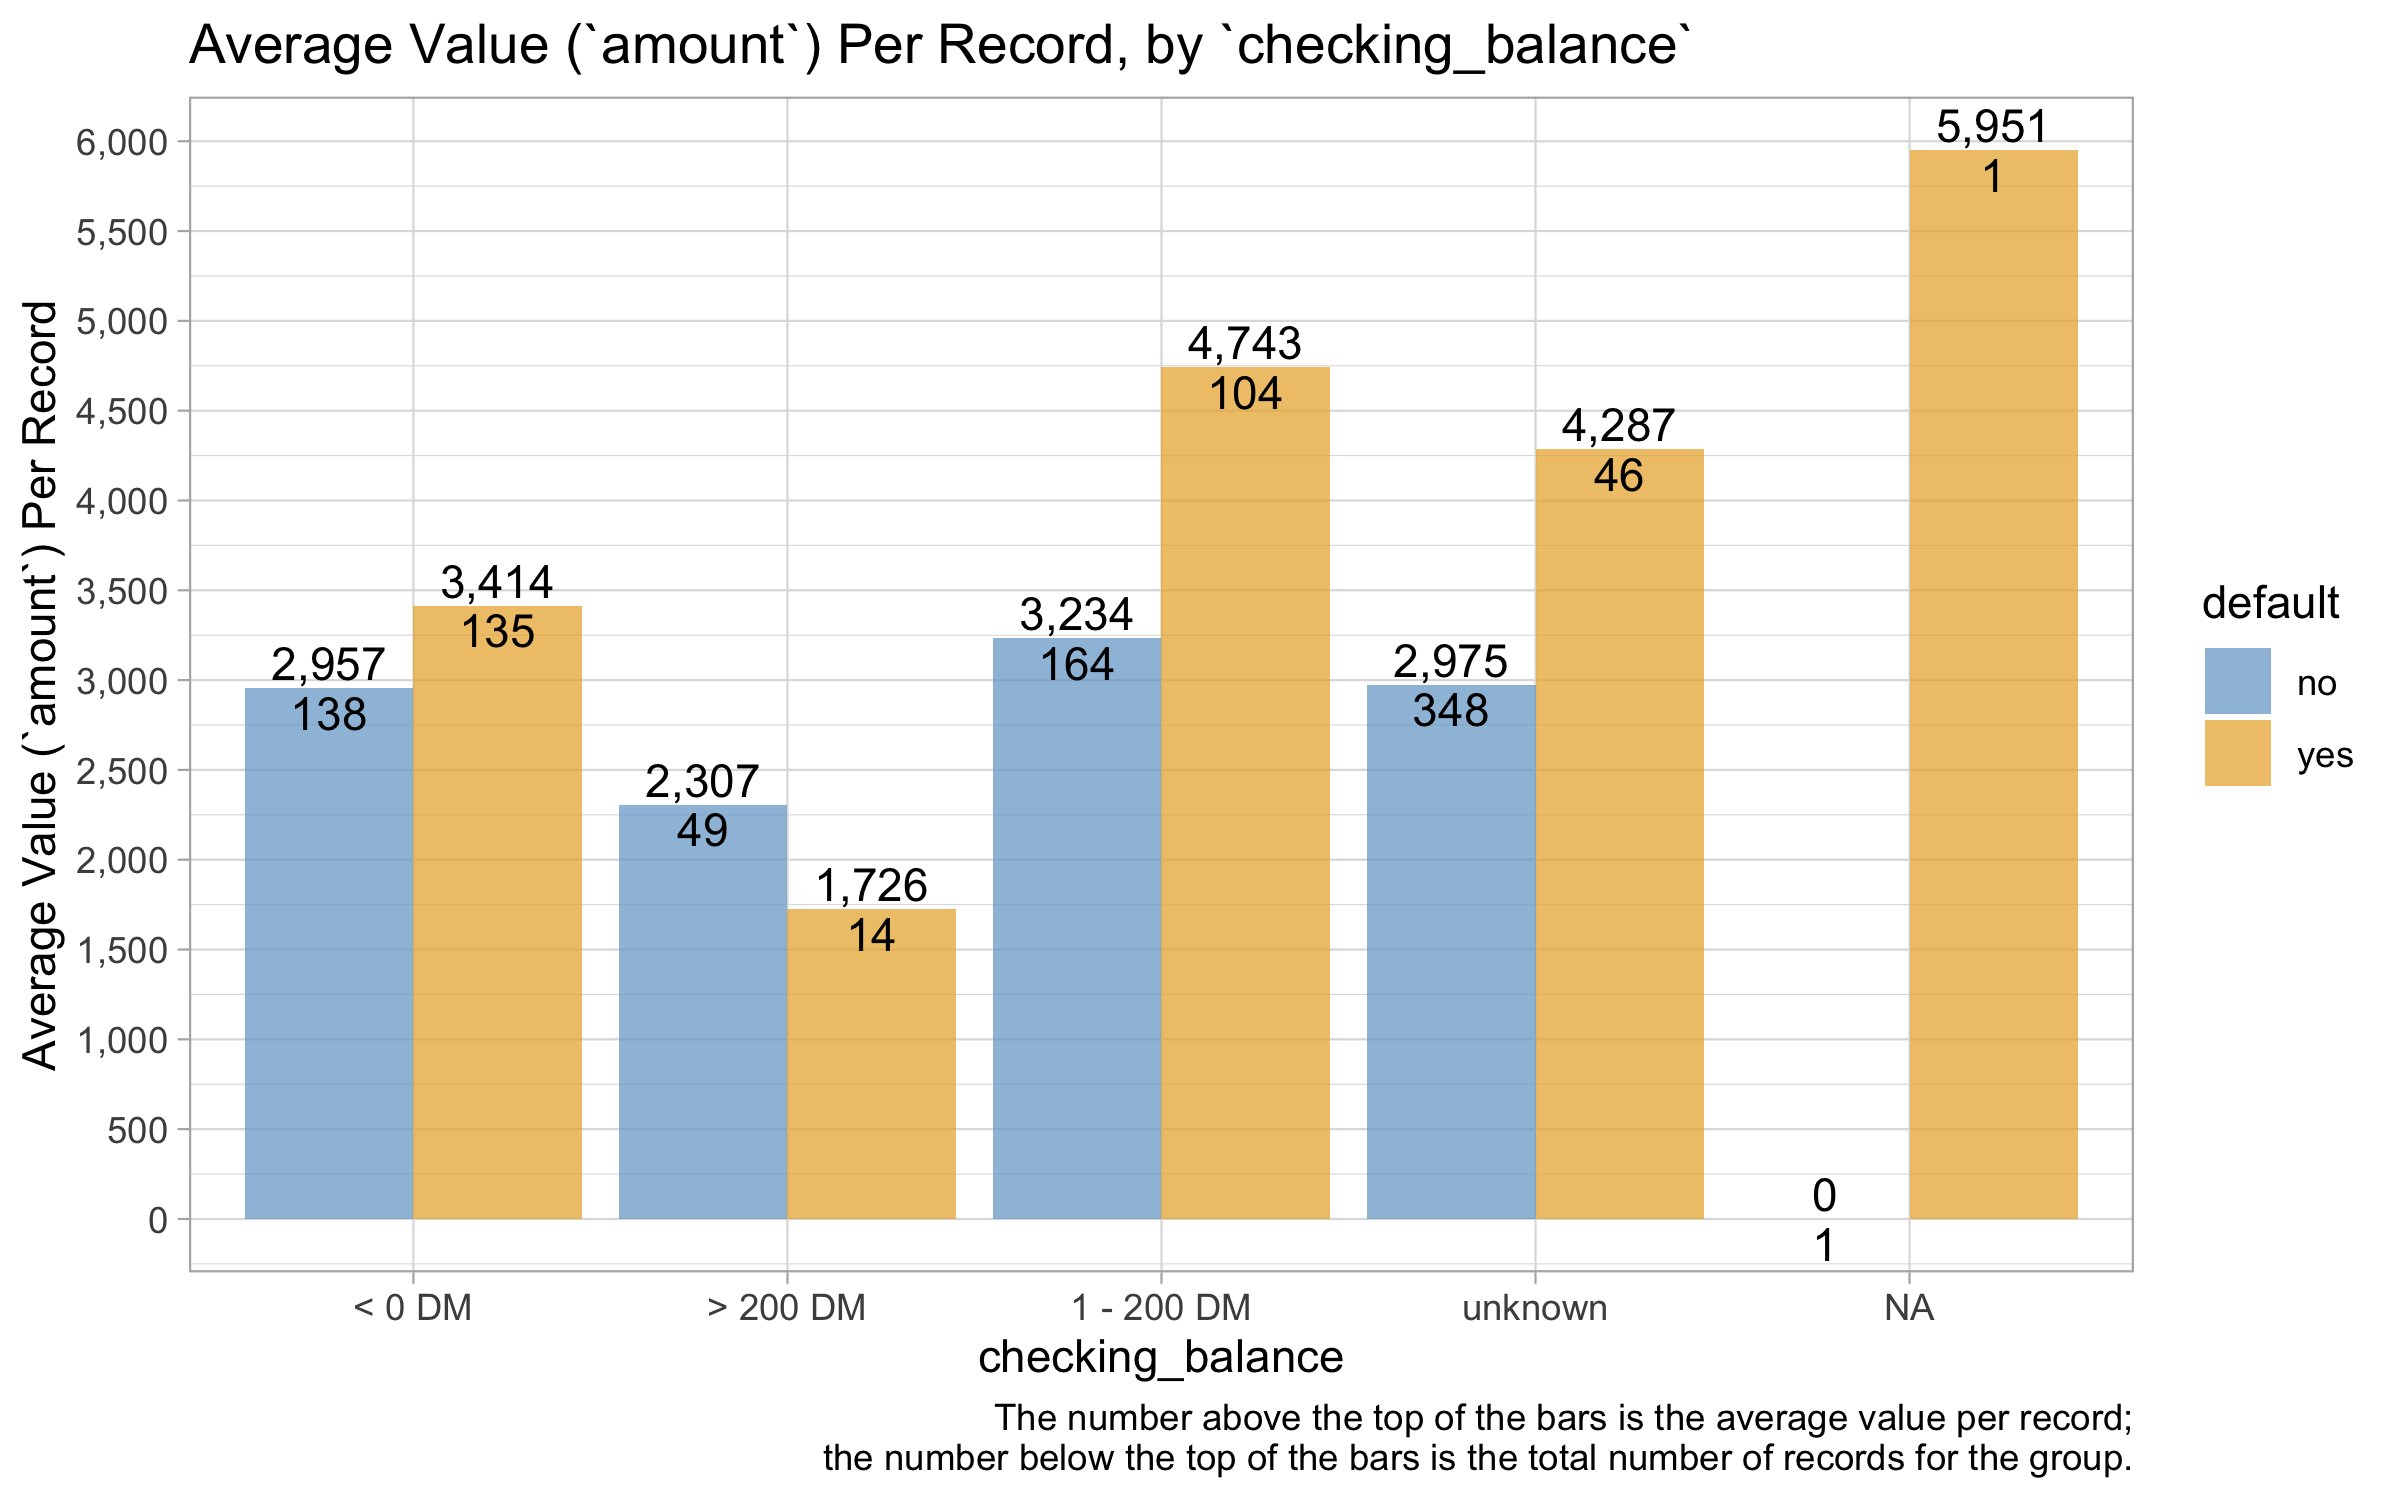 Average Value (`amount`) Per Record, by `checking_balance`
Average Value (`amount`) Per Record
6,000
5,500
5,000
4,500
4,000
3,500
3,000
2,500
2,000
1,500
1,000
500
0
2,957
138
3,414
135
2,307
49
1,726
14
3,234
164
4,743
104
2,975
348
4,287
46
0
1
5,951
1
< 0 DM
> 200 DM
1 - 200 DM
unknown
NA
checking_balance
default
no
yes
The number above the top of the bars is the average value per record;
the number below the top of the bars is the total number of records for the group.